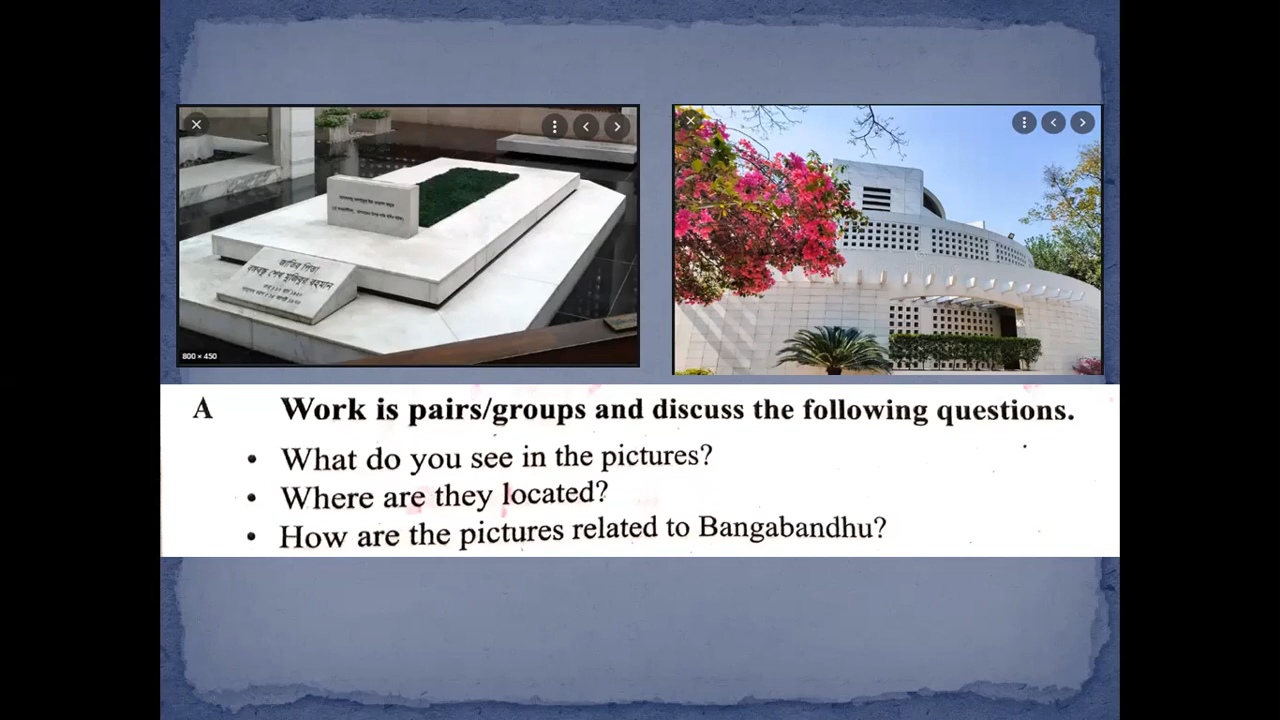 জাতির পিতা
বঙ্গবন্ধু শেখ মুজিবুর রহমান
800 × 450
A Work is pairs/groups and discuss the following questions.
• What do you see in the pictures?
• Where are they located?
• How are the pictures related to Bangabandhu?